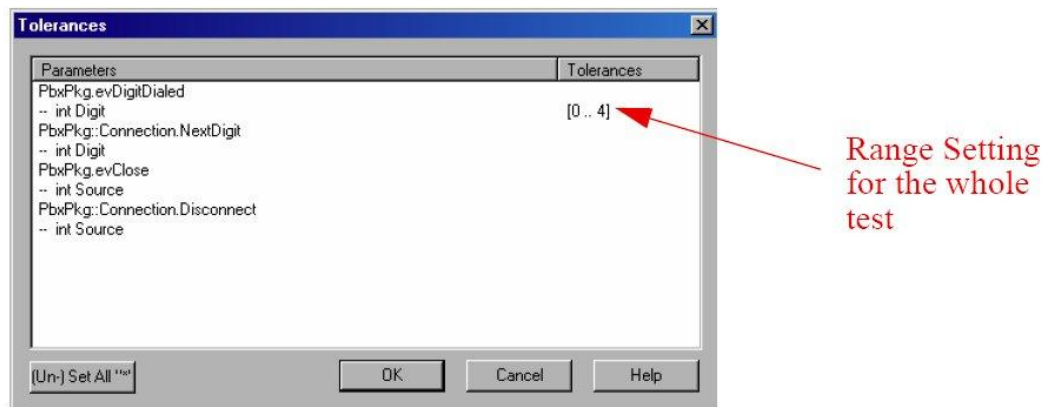 Tolerances
Parameters Tolerances
PbxPkg.evDigitDialed
-- int Digit [0 .. 4]
PbxPkg::Connection.NextDigit
-- int Digit
PbxPkg.evClose
-- int Source
PbxPkg::Connection.Disconnect
-- int Source
(Un-) Set All "*"
OK Cancel Help
Range Setting
for the whole
test